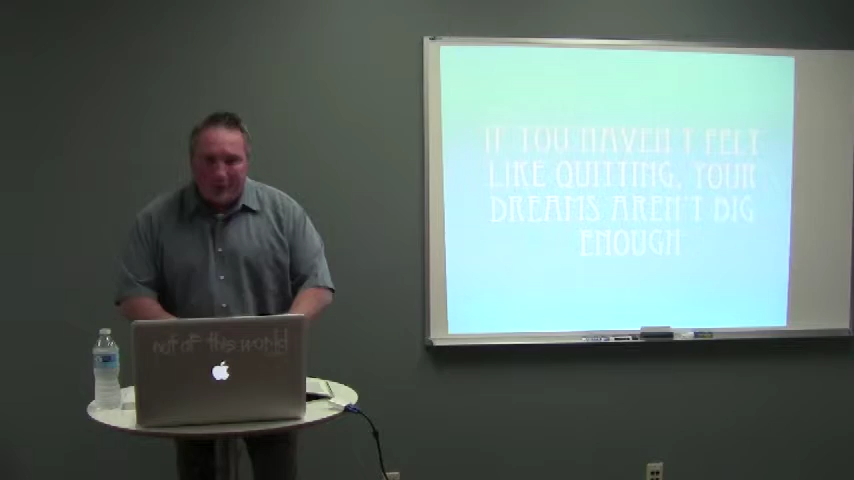 IF YOU HAVEN'T FELT
LIKE QUITTING, YOUR
DREAMS AREN'T BIG
ENOUGH
out of this world